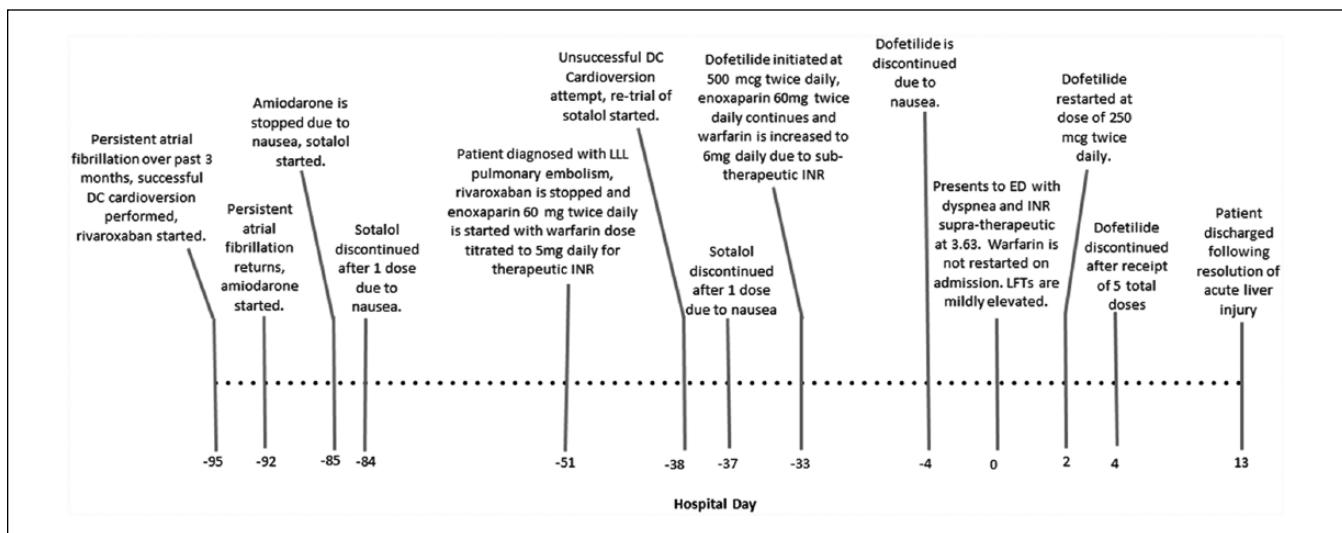 Persistent atrial
fibrillation over past 3
months, successful
DC cardioversion
performed,
rivaroxaban started.
Persistent
atrial
fibrillation
returns,
amiodarone
started.
Amiodarone is
stopped due to
nausea, sotalol
started.
Sotalol
discontinued
after 1 dose
due to
nausea.
Patient diagnosed with LLL
pulmonary embolism,
rivaroxaban is stopped and
enoxaparin 60 mg twice daily
is started with warfarin dose
titrated to 5mg daily for
therapeutic INR
Unsuccessful DC
Cardioversion
attempt, re-trial of
sotalol started.
Sotalol
discontinued
after 1 dose
due to nausea
Dofetilide initiated at
500 mcg twice daily,
enoxaparin 60mg twice
daily continues and
warfarin is increased to
6mg daily due to sub-
therapeutic INR
Dofetilide is
discontinued
due to
nausea.
Presents to ED with
dyspnea and INR
supra-therapeutic
at 3.63. Warfarin is
not restarted on
admission. LFTs are
mildly elevated.
Dofetilide
restarted at
dose of 250
mcg twice
daily.
Dofetilide
discontinued
after receipt
of 5 total
doses
Patient
discharged
following
resolution of
acute liver
injury
-95 -92 -85 -84 -51 -38 -37 -33 -4 0 2 4 13
Hospital Day